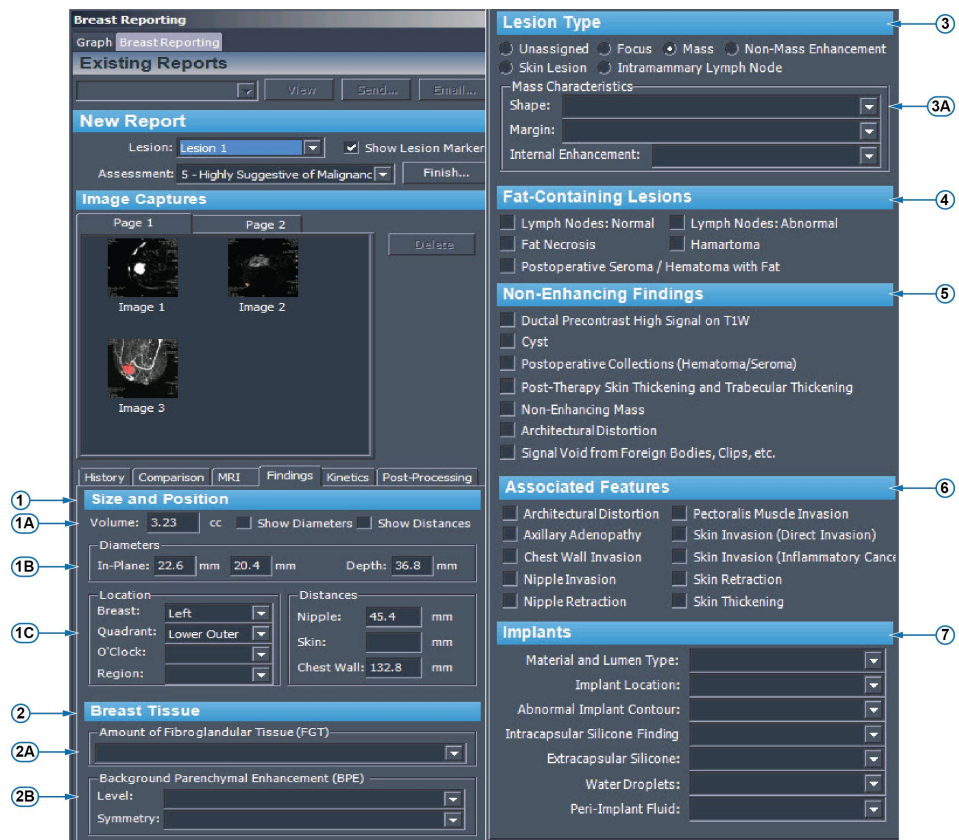 Breast Reporting
Graph Breast Reporting
Existing Reports
View Send... Email...
New Report
Lesion: Lesion 1 Show Lesion Marker
Assessment: 5 - Highly Suggestive of Malignanc Finish...
Image Captures
Page 1 Page 2
Delete
Image 1 Image 2
Image 3
History Comparison MRI Findings Kinetics Post-Processing
1 Size and Position
1A Volume: 3.23 cc Show Diameters Show Distances
Diameters
1B In-Plane: 22.6 mm 20.4 mm Depth: 36.8 mm
Location
Breast: Left
1C Quadrant: Lower Outer
O'Clock:
Region:
Distances
Nipple: 45.4 mm
Skin: mm
Chest Wall: 132.8 mm
2 Breast Tissue
Amount of Fibroglandular Tissue (FGT)
2A
Background Parenchymal Enhancement (BPE)
2B Level:
Symmetry:
Lesion Type 3
Unassigned Focus Mass Non-Mass Enhancement
Skin Lesion Intramammary Lymph Node
Mass Characteristics
Shape: 3A
Margin:
Internal Enhancement:
Fat-Containing Lesions 4
Lymph Nodes: Normal Lymph Nodes: Abnormal
Fat Necrosis Hamartoma
Postoperative Seroma / Hematoma with Fat
Non-Enhancing Findings 5
Ductal Precontrast High Signal on T1W
Cyst
Postoperative Collections (Hematoma/Seroma)
Post-Therapy Skin Thickening and Trabecular Thickening
Non-Enhancing Mass
Architectural Distortion
Signal Void from Foreign Bodies, Clips, etc.
Associated Features 6
Architectural Distortion Pectoralis Muscle Invasion
Axillary Adenopathy Skin Invasion (Direct Invasion)
Chest Wall Invasion Skin Invasion (Inflammatory Cance
Nipple Invasion Skin Retraction
Nipple Retraction Skin Thickening
Implants 7
Material and Lumen Type:
Implant Location:
Abnormal Implant Contour:
Intracapsular Silicone Finding
Extracapsular Silicone:
Water Droplets:
Peri-Implant Fluid: